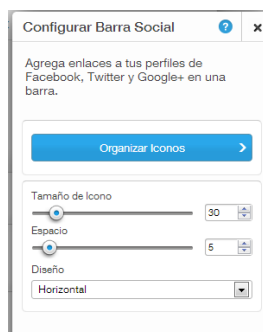 Configurar Barra Social ? x
Agrega enlaces a tus perfiles de
Facebook, Twitter y Google+ en una
barra.
Organizar Iconos >
Tamaño de Icono
30
Espacio
5
Diseño
Horizontal